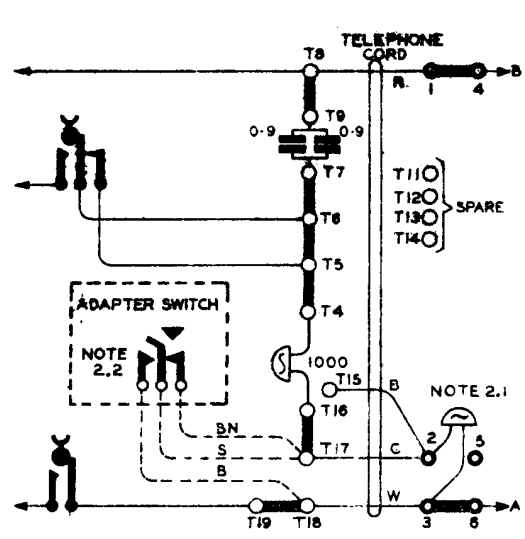 TELEPHONE
CORD
T8
B
R
1
4
T9
0·9
0·9
T7
T11
T12
T13
T14
SPARE
T6
T5
ADAPTER SWITCH
NOTE
2.2
T4
1000
T15
B
NOTE 2.1
T16
BN
S
B
T17
C
2
5
W
A
T19
T18
3
6